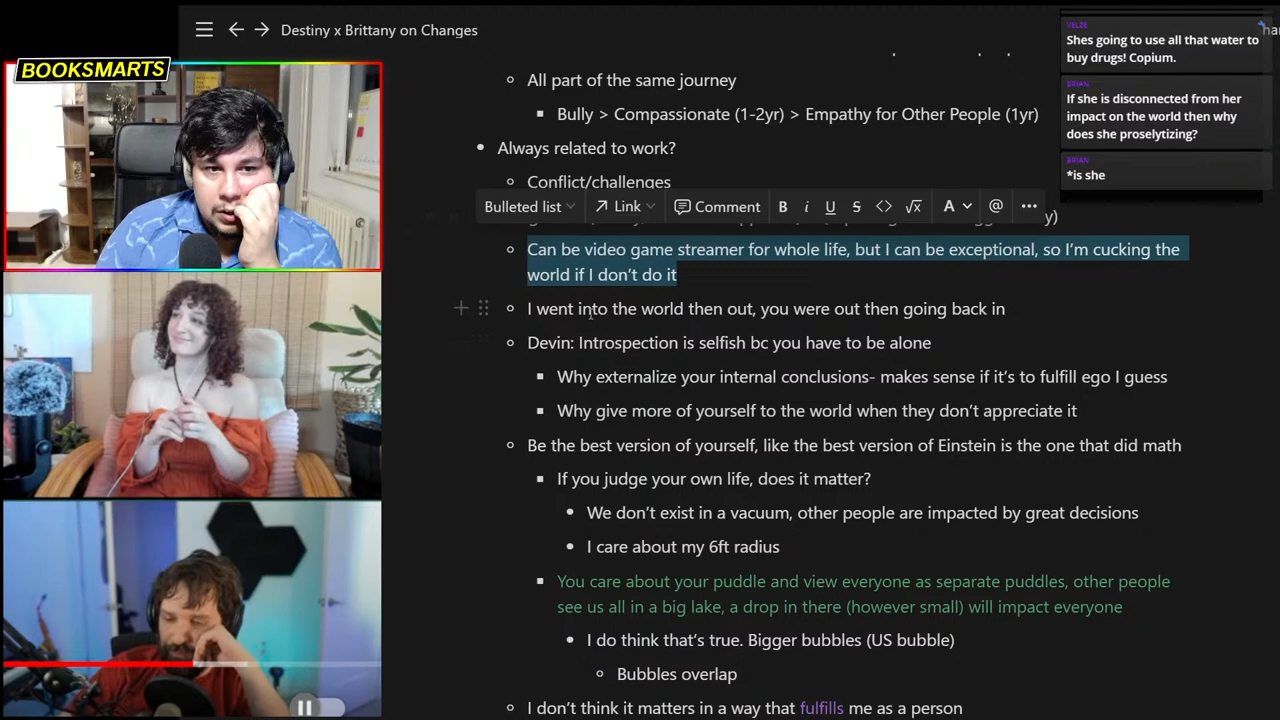 Destiny x Brittany on Changes
BOOKSMARTS
All part of the same journey
Bully > Compassionate (1-2yr) > Empathy for Other People (1yr)
Always related to work?
Conflict/challenges
Bulleted list
Link
Comment
B
i
U
S
A
@
Can be video game streamer for whole life, but I can be exceptional, so I'm cucking the
world if I don't do it
I went into the world then out, you were out then going back in
Devin: Introspection is selfish bc you have to be alone
Why externalize your internal conclusions- makes sense if it's to fulfill ego I guess
Why give more of yourself to the world when they don't appreciate it
Be the best version of yourself, like the best version of Einstein is the one that did math
If you judge your own life, does it matter?
We don't exist in a vacuum, other people are impacted by great decisions
I care about my 6ft radius
You care about your puddle and view everyone as separate puddles, other people
see us all in a big lake, a drop in there (however small) will impact everyone
I do think that's true. Bigger bubbles (US bubble)
Bubbles overlap
I don't think it matters in a way that fulfills me as a person
Shes going to use all that water to
buy drugs! Copium.
BRIAN
If she is disconnected from her
impact on the world then why
does she proselytizing?
BRIAN
*is she